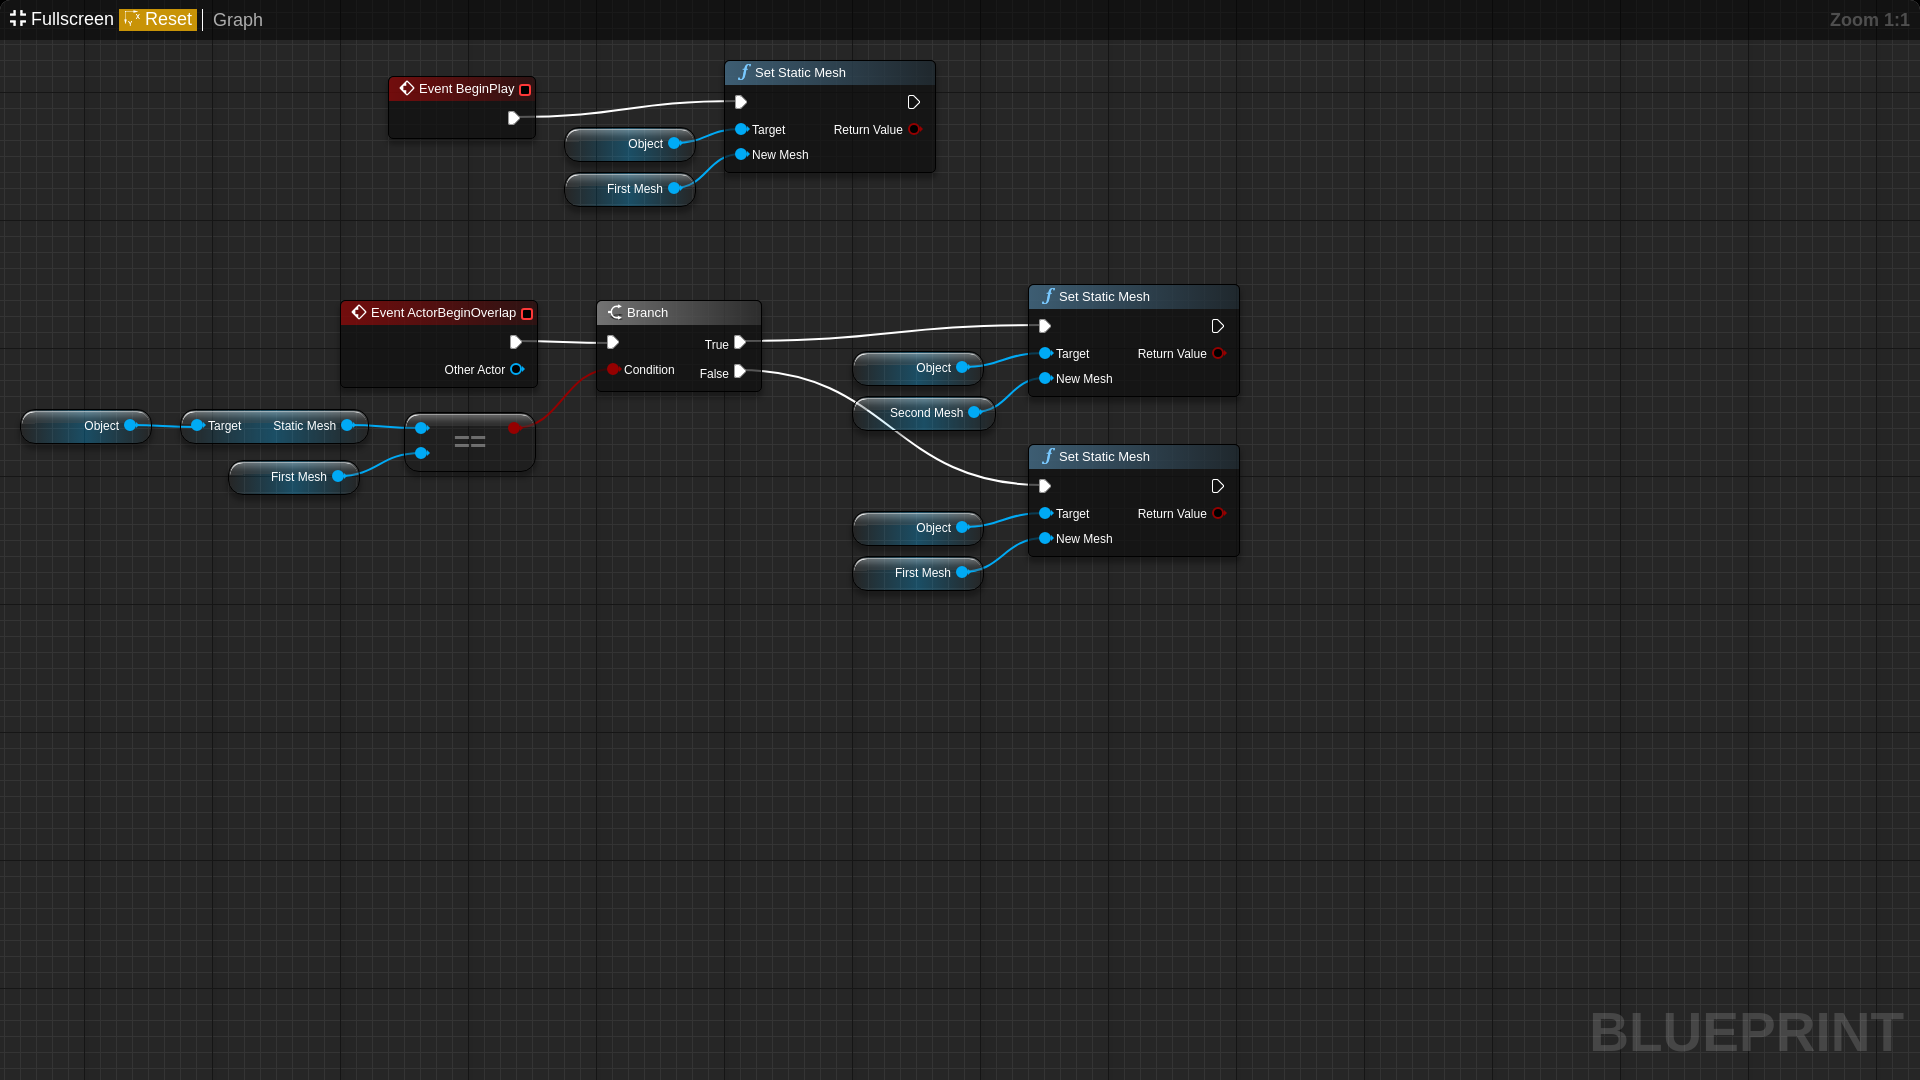 Fullscreen Reset Graph Zoom 1:1
Set Static Mesh
Event BeginPlay
Target Return Value
Object
New Mesh
First Mesh
Set Static Mesh
Event ActorBeginOverlap Branch
True
Target Return Value
Other Actor Condition False
Object
New Mesh
Second Mesh
Object Target Static Mesh
==
Set Static Mesh
First Mesh
Target Return Value
Object
New Mesh
First Mesh
BLUEPRINT